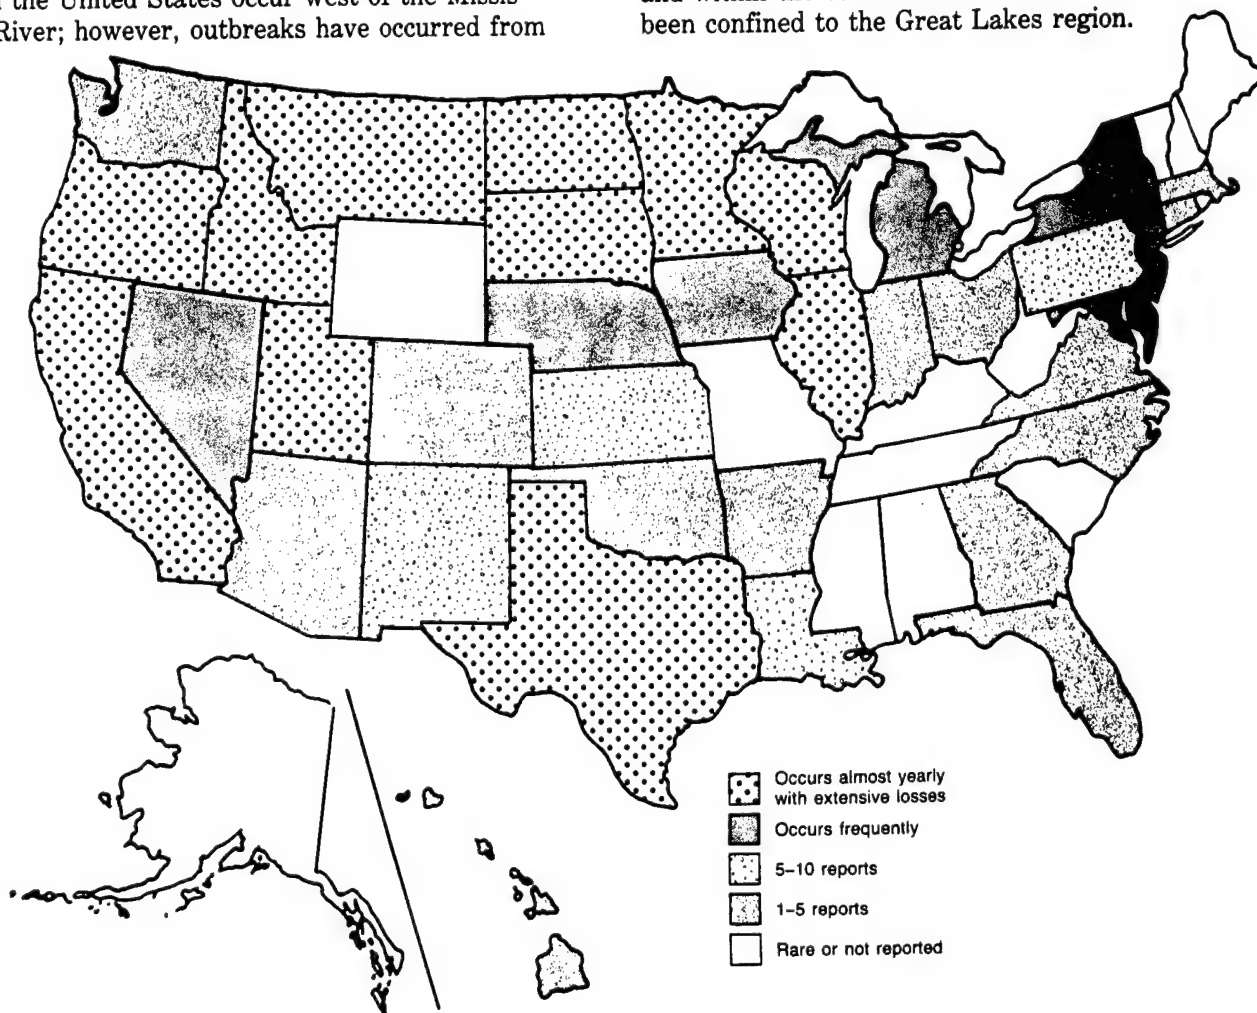 the United States occur west of the Missis-
River; however, outbreaks have occurred from
been confined to the Great Lakes region.
Occurs almost yearly
with extensive losses
Occurs frequently
5–10 reports
1–5 reports
Rare or not reported